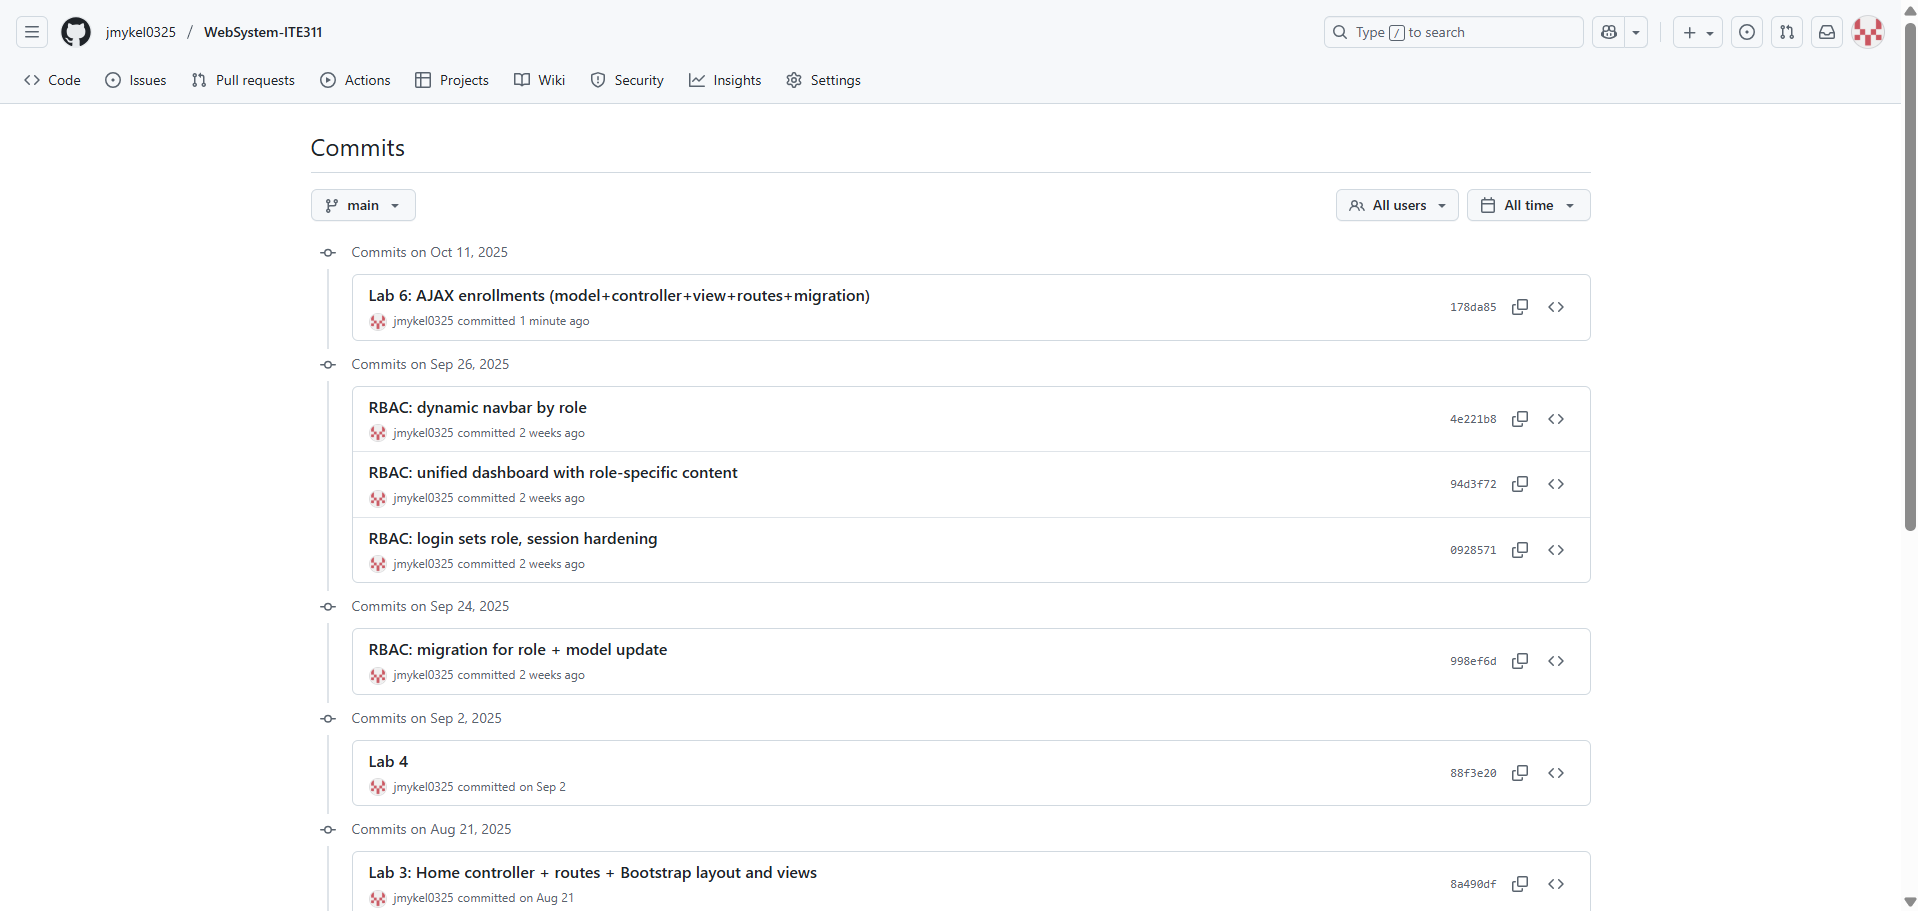 jmykel0325 / WebSystem-ITE311
Type / to search
Code Issues Pull requests Actions Projects Wiki Security Insights Settings
Commits
main All users All time
Commits on Oct 11, 2025
Lab 6: AJAX enrollments (model+controller+view+routes+migration)
jmykel0325 committed 1 minute ago
178da85
Commits on Sep 26, 2025
RBAC: dynamic navbar by role
jmykel0325 committed 2 weeks ago
4e221b8
RBAC: unified dashboard with role-specific content
jmykel0325 committed 2 weeks ago
94d3f72
RBAC: login sets role, session hardening
jmykel0325 committed 2 weeks ago
0928571
Commits on Sep 24, 2025
RBAC: migration for role + model update
jmykel0325 committed 2 weeks ago
998ef6d
Commits on Sep 2, 2025
Lab 4
jmykel0325 committed on Sep 2
88f3e20
Commits on Aug 21, 2025
Lab 3: Home controller + routes + Bootstrap layout and views
jmykel0325 committed on Aug 21
8a490df